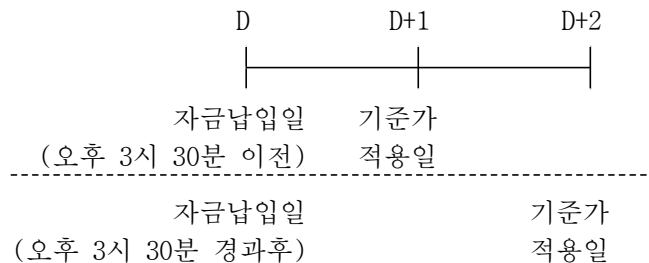 D D+1 D+2
자금납입일 기준가
(오후 3시 30분 이전) 적용일
자금납입일 기준가
(오후 3시 30분 경과후) 적용일